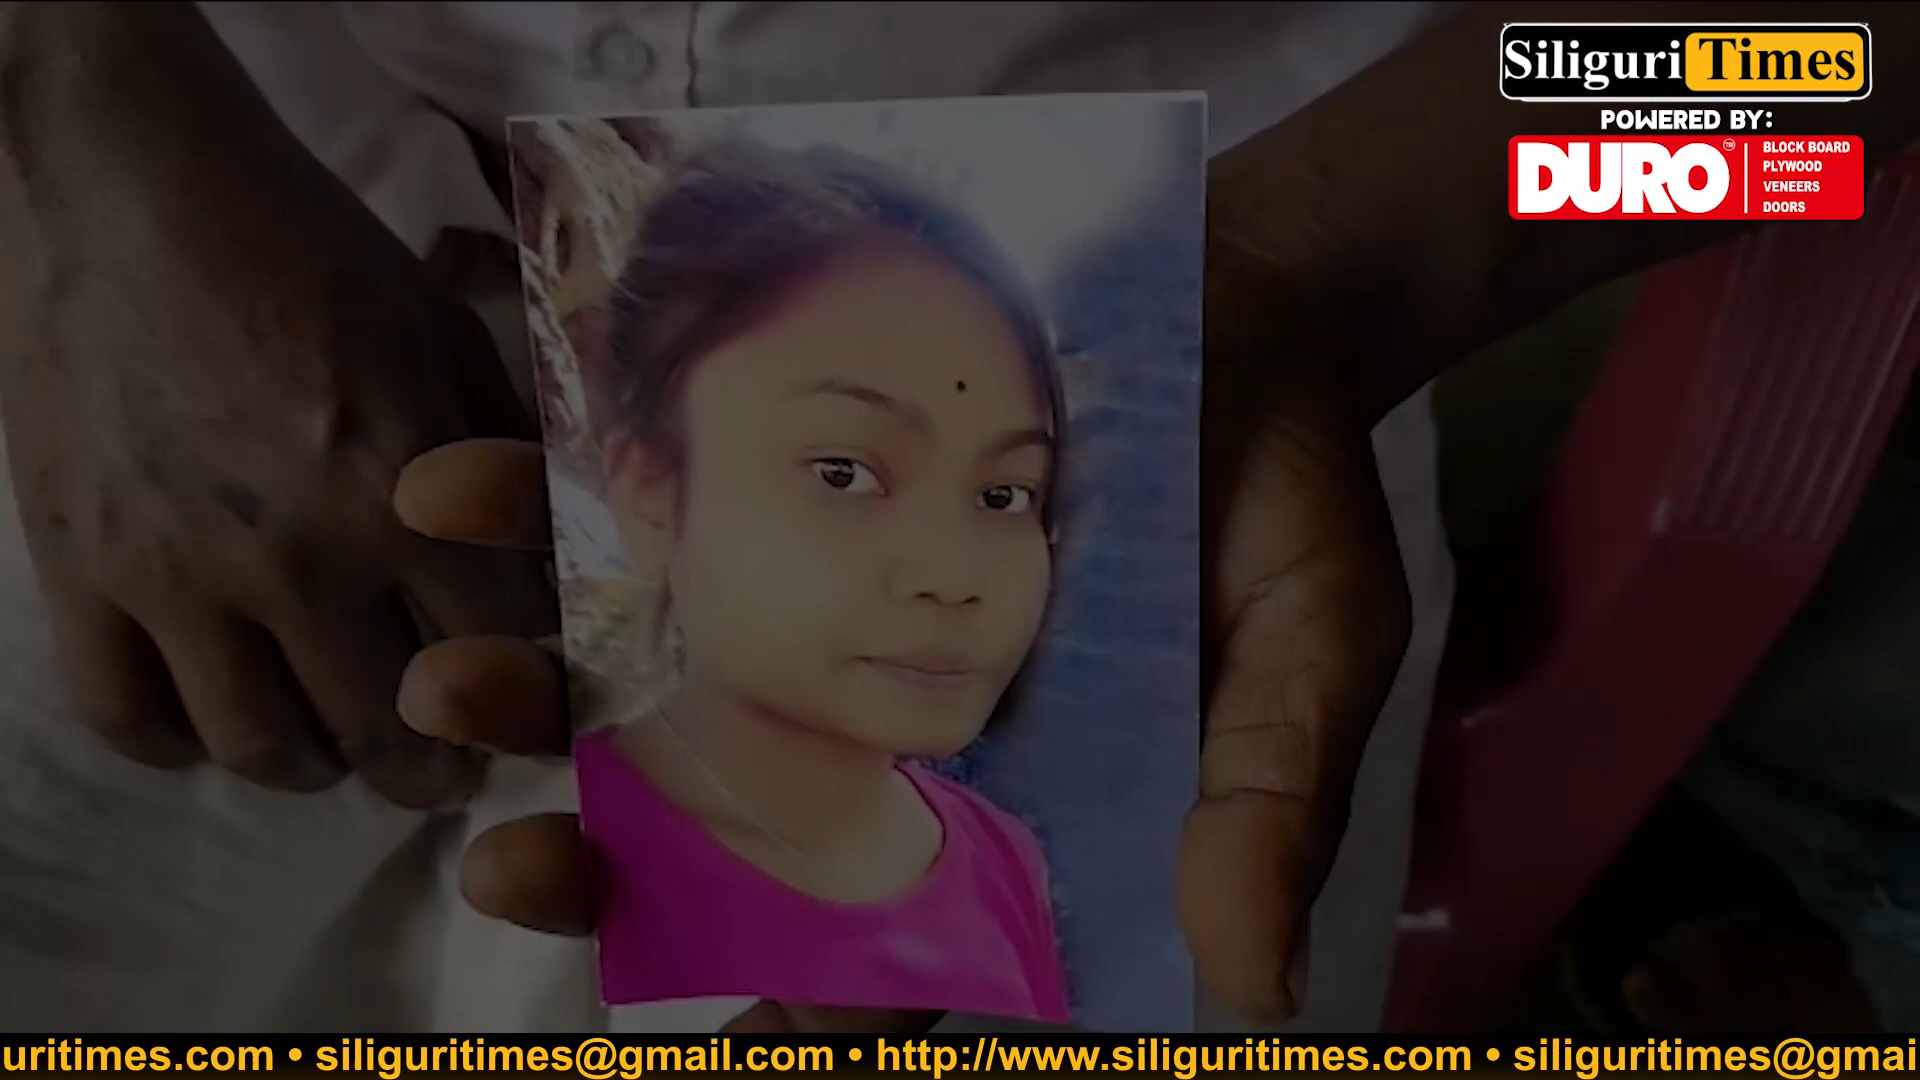 Siliguri Times
POWERED BY:
DURO™
BLOCK BOARD
PLYWOOD
VENEERS
DOORS
uritimes.com • siliguritimes@gmail.com • http://www.siliguritimes.com • siliguritimes@gmai